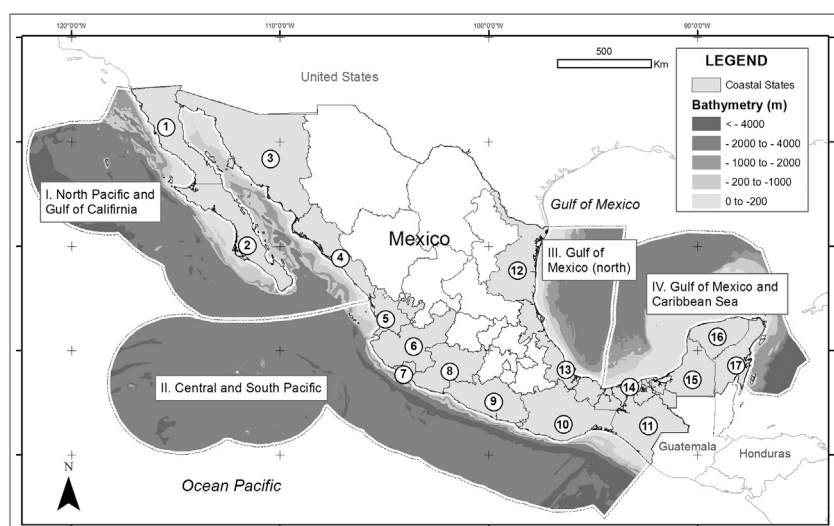 120°0'0"W
110°0'0"W
100°0'0"W
90°0'0"W
United States
500
Km
LEGEND
Coastal States
Bathymetry (m)
< - 4000
- 2000 to - 4000
-1000 to - 2000
- 200 to -1000
0 to -200
1
3
I. North Pacific and
Gulf of Califirnia
2
4
Mexico
Gulf of Mexico
12
III. Gulf of
Mexico (north)
IV. Gulf of Mexico and
Caribbean Sea
5
6
7
8
9
10
11
13
14
15
16
17
II. Central and South Pacific
Guatemala
Honduras
N
Ocean Pacific